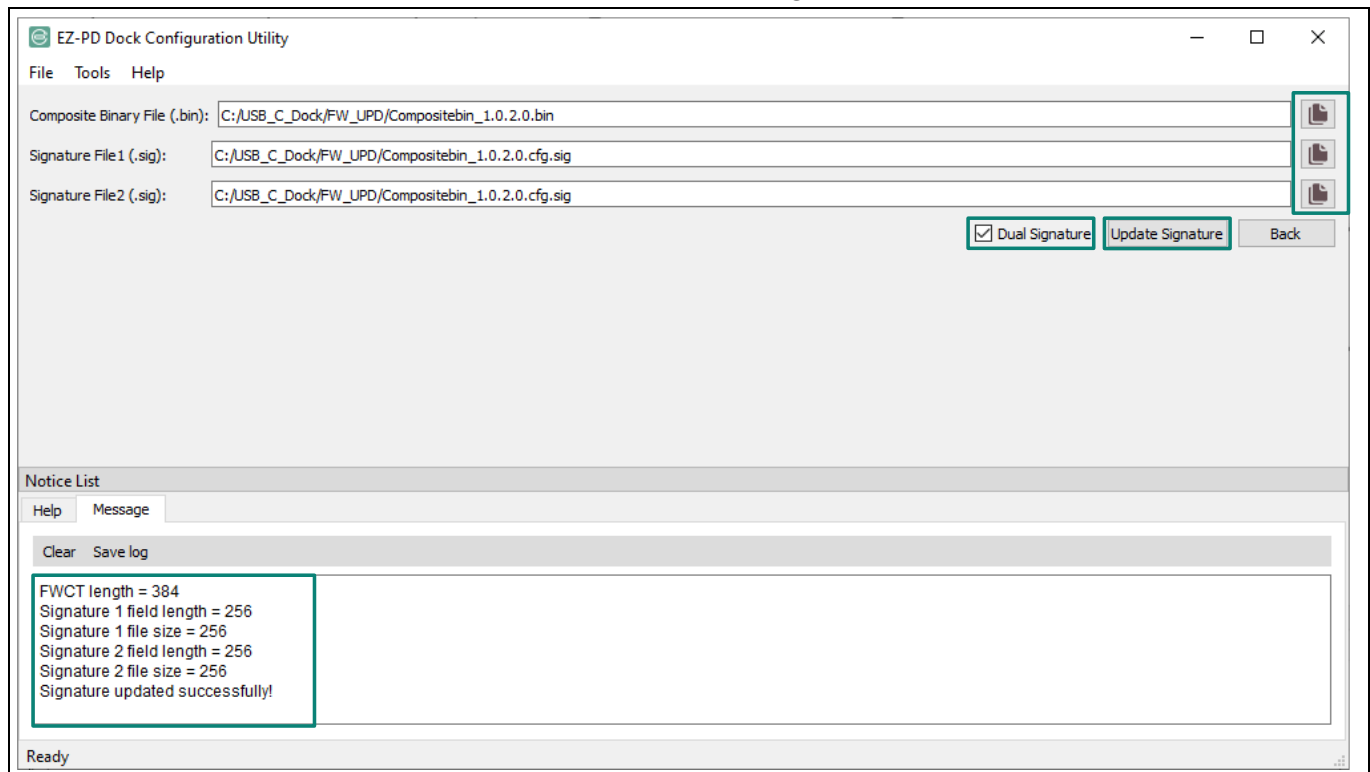 EZ-PD Dock Configuration Utility
File Tools Help
Composite Binary File (.bin): C:/USB_C_Dock/FW_UPD/Compositebin_1.0.2.0.bin
Signature File1 (.sig): C:/USB_C_Dock/FW_UPD/Compositebin_1.0.2.0.cfg.sig
Signature File2 (.sig): C:/USB_C_Dock/FW_UPD/Compositebin_1.0.2.0.cfg.sig
Dual Signature Update Signature Back
Notice List
Help Message
Clear Save log
FWCT length = 384
Signature 1 field length = 256
Signature 1 file size = 256
Signature 2 field length = 256
Signature 2 file size = 256
Signature updated successfully!
Ready